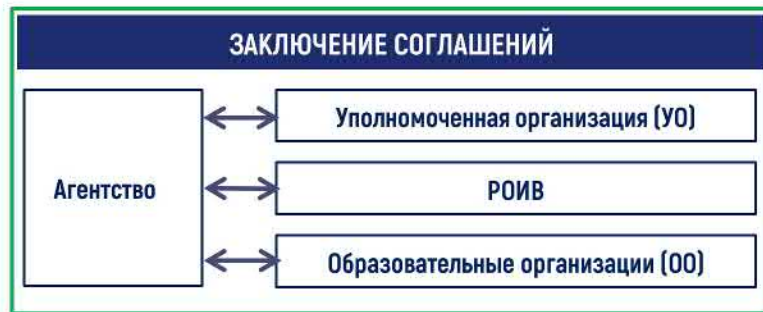 ЗАКЛЮЧЕНИЕ СОГЛАШЕНИЙ
Уполномоченная организация (УО)
Агентство
РОИВ
Образовательные организации (ОО)